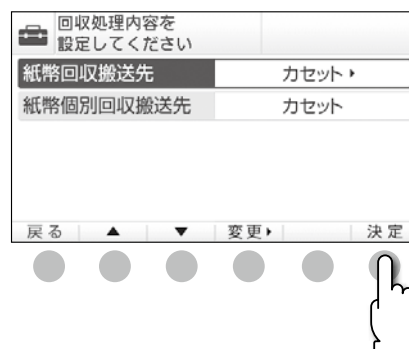 回収処理内容を
設定してください
紙幣回収搬送先 カセット▸
紙幣個別回収搬送先 カセット
戻る ▲ ▼ 変更▸ 決定